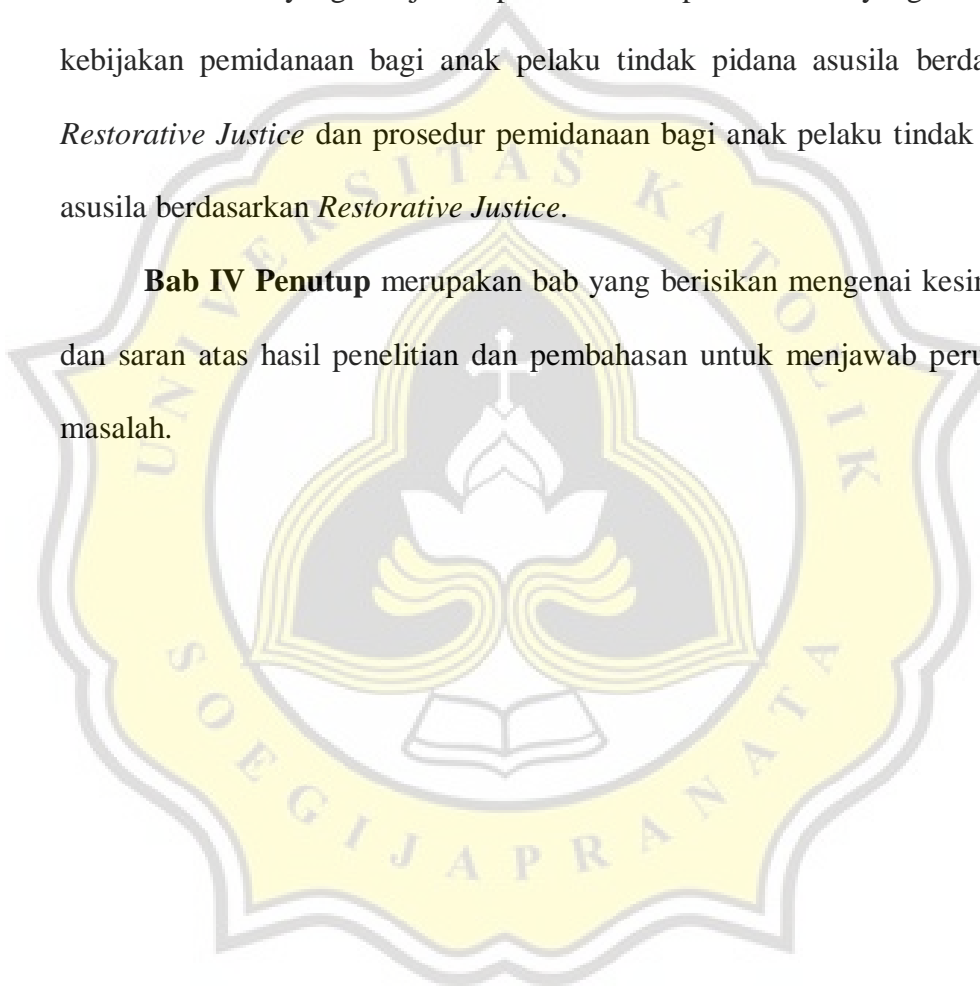 kebijakan pemidanaan bagi anak pelaku tindak pidana asusila berda
Restorative Justice dan prosedur pemidanaan bagi anak pelaku tindak
asusila berdasarkan Restorative Justice.
Bab IV Penutup merupakan bab yang berisikan mengenai kesin
dan saran atas hasil penelitian dan pembahasan untuk menjawab peru
masalah.
UNIVERSITAS KATOLIK
SOEGIJAPRANATA